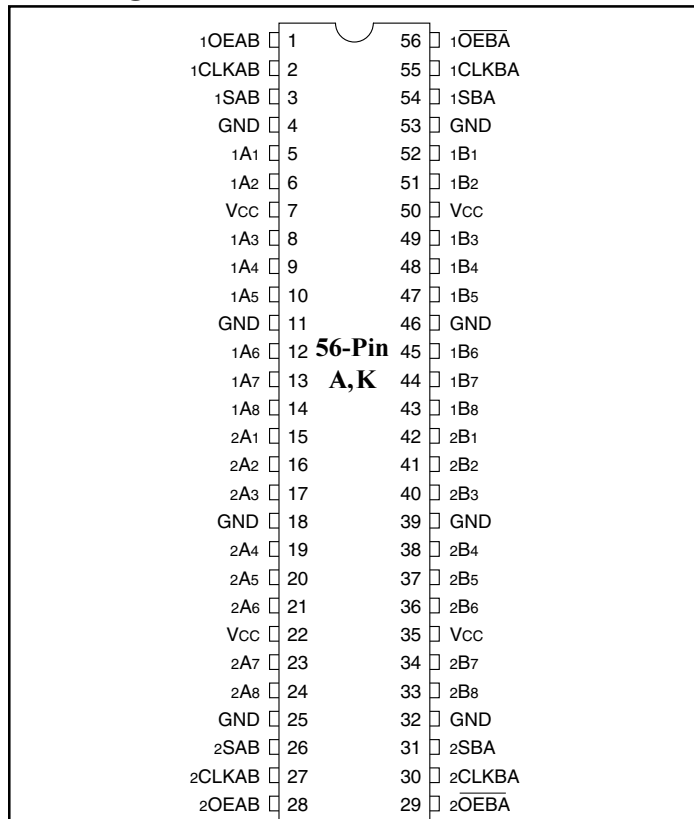 1OEAB 1 56 1O̅E̅B̅A̅
1CLKAB 2 55 1CLKBA
1SAB 3 54 1SBA
GND 4 53 GND
1A1 5 52 1B1
1A2 6 51 1B2
VCC 7 50 VCC
1A3 8 49 1B3
1A4 9 48 1B4
1A5 10 47 1B5
GND 11 46 GND
1A6 12 56-Pin 45 1B6
1A7 13 A,K 44 1B7
1A8 14 43 1B8
2A1 15 42 2B1
2A2 16 41 2B2
2A3 17 40 2B3
GND 18 39 GND
2A4 19 38 2B4
2A5 20 37 2B5
2A6 21 36 2B6
VCC 22 35 VCC
2A7 23 34 2B7
2A8 24 33 2B8
GND 25 32 GND
2SAB 26 31 2SBA
2CLKAB 27 30 2CLKBA
2OEAB 28 29 2O̅E̅B̅A̅